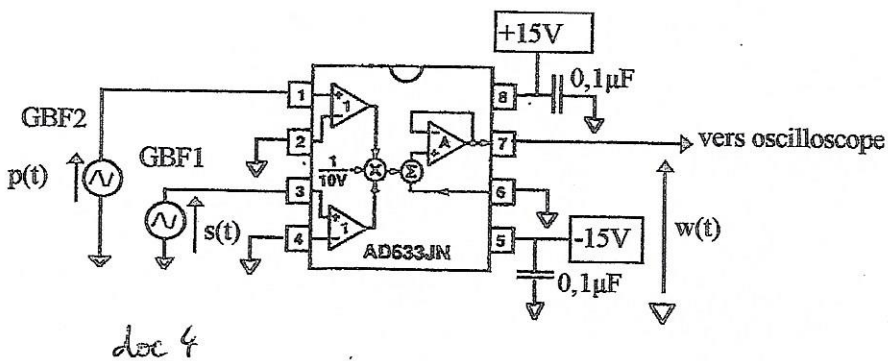 +15V
0,1µF
GBF2
GBF1
p(t)
s(t)
1
2
3
4
8
7
6
5
1
1
1
10V
X
Σ
A
AD633JN
vers oscilloscope
-15V
0,1µF
w(t)
doc 4